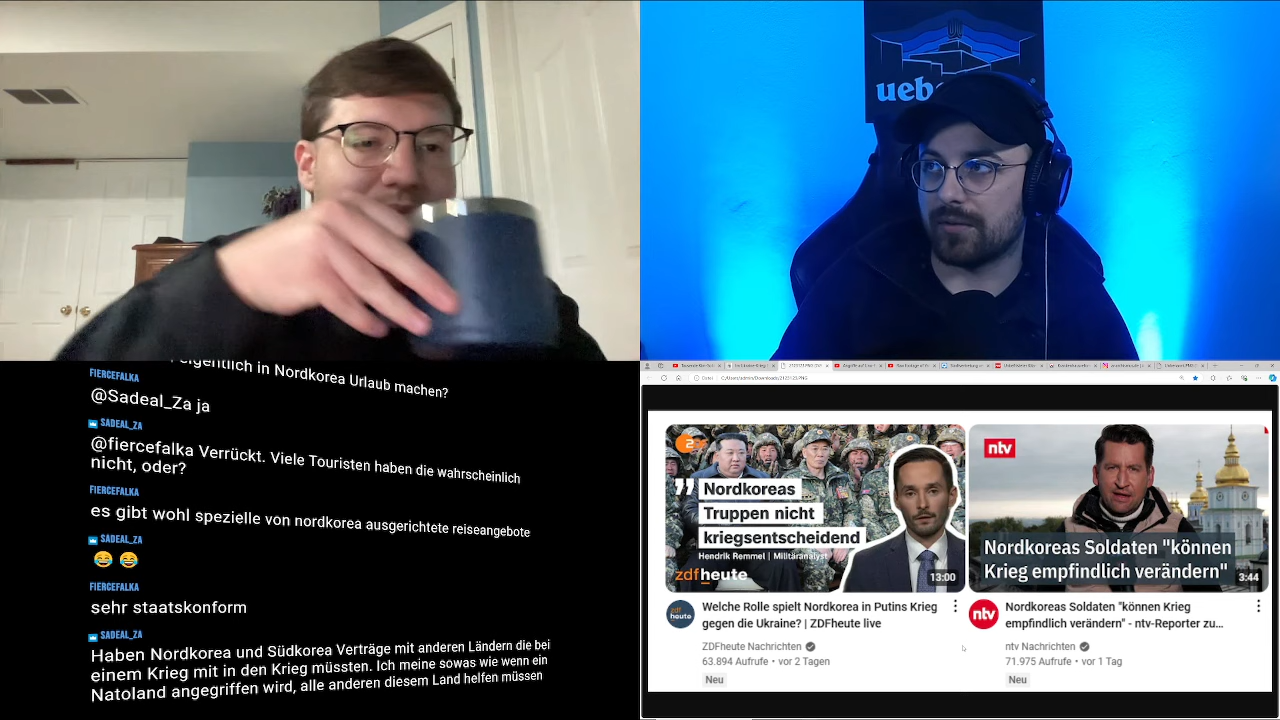 ueb
eigentlich in Nordkorea Urlaub machen?
FIERCEFALKA
@Sadeal_Za ja
SADEAL_ZA
@fiercefalka Verrückt. Viele Touristen haben die wahrscheinlich
nicht, oder?
FIERCEFALKA
es gibt wohl spezielle von nordkorea ausgerichtete reiseangebote
SADEAL_ZA
😂 😂
FIERCEFALKA
sehr staatskonform
SADEAL_ZA
Haben Nordkorea und Südkorea Verträge mit anderen Ländern die bei
einem Krieg mit in den Krieg müssten. Ich meine sowas wie wenn ein
Natoland angegriffen wird, alle anderen diesem Land helfen müssen
"Nordkoreas
Truppen nicht
kriegsentscheidend
Hendrik Remmel | Militäranalyst
zdfheute
13:00
Welche Rolle spielt Nordkorea in Putins Krieg
gegen die Ukraine? | ZDFheute live
ZDFheute Nachrichten
63.894 Aufrufe • vor 2 Tagen
Neu
ntv
Nordkoreas Soldaten "können
Krieg empfindlich verändern"
3:44
ntv
Nordkoreas Soldaten "können Krieg
empfindlich verändern" - ntv-Reporter zu...
ntv Nachrichten
71.975 Aufrufe • vor 1 Tag
Neu